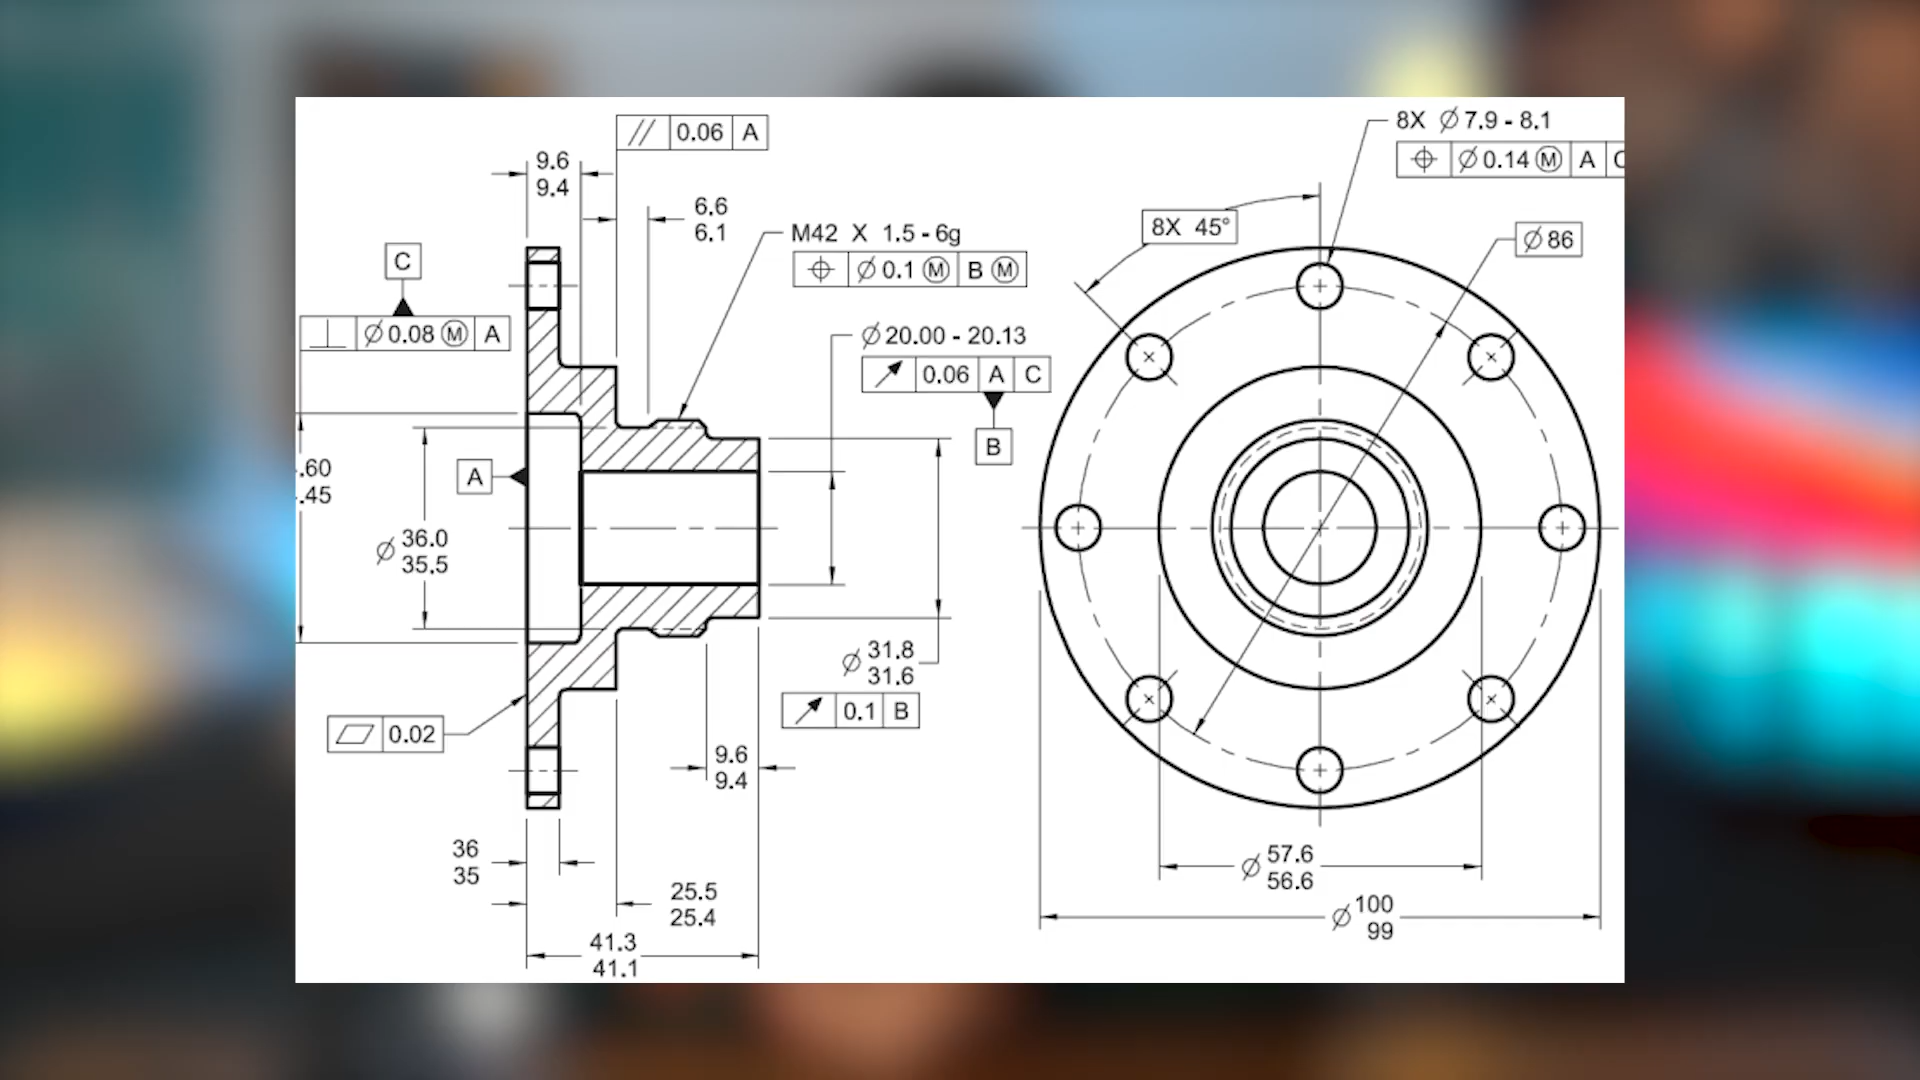 // 0.06 A
9.6
9.4
6.6
6.1
M42 X 1.5 - 6g
⌖ ⌀0.1 Ⓜ B Ⓜ
C
⟂ ⌀0.08 Ⓜ A
⌀20.00 - 20.13
↗ 0.06 A C
B
A
.60
.45
⌀ 36.0
35.5
⌀ 31.8
31.6
↗ 0.1 B
⏥ 0.02
9.6
9.4
36
35
25.5
25.4
41.3
41.1
8X ⌀7.9 - 8.1
⌖ ⌀0.14 Ⓜ A
8X 45°
⌀86
⌀ 57.6
56.6
⌀ 100
99